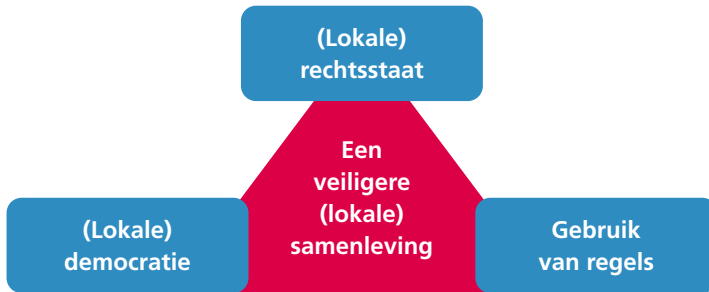 (Lokale)
rechtsstaat
Een
veiligere
(lokale)
samenleving
(Lokale)
democratie
Gebruik
van regels